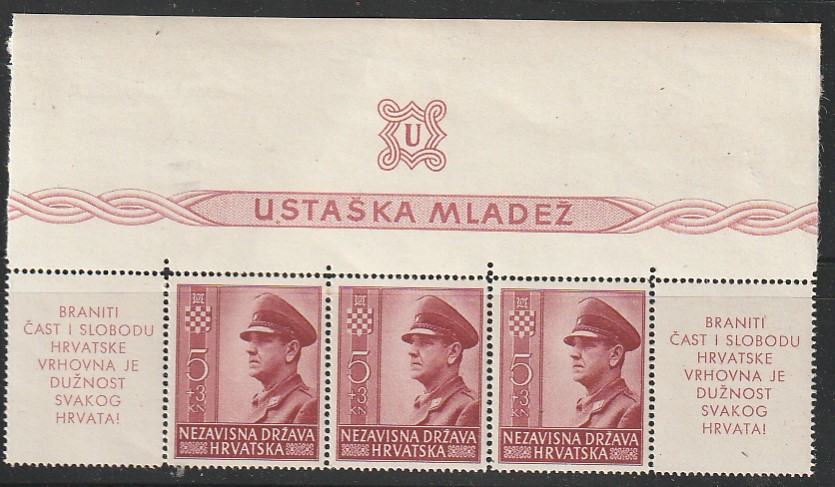 U
USTAŠKA MLADEŽ
BRANITI
ČAST I SLOBODU
HRVATSKE
VRHOVNA JE
DUŽNOST
SVAKOG
HRVATA!
5
+3
KN
NEZAVISNA DRŽAVA
HRVATSKA
5
+3
KN
NEZAVISNA DRŽAVA
HRVATSKA
5
+3
KN
NEZAVISNA DRŽAVA
HRVATSKA
BRANITI
ČAST I SLOBODU
HRVATSKE
VRHOVNA JE
DUŽNOST
SVAKOG
HRVATA!